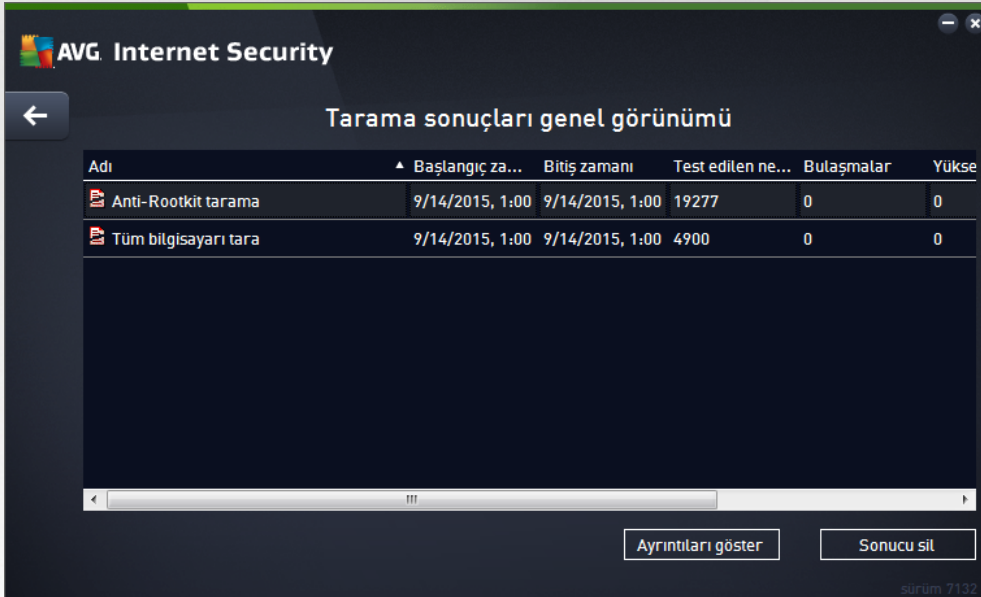 AVG. Internet Security
Tarama sonuçları genel görünümü
Adı Başlangıç za... Bitiş zamanı Test edilen ne... Bulaşmalar Yükse
Anti-Rootkit tarama 9/14/2015, 1:00 9/14/2015, 1:00 19277 0 0
Tüm bilgisayarı tara 9/14/2015, 1:00 9/14/2015, 1:00 4900 0 0
Ayrıntıları göster Sonucu sil
sürüm 7132